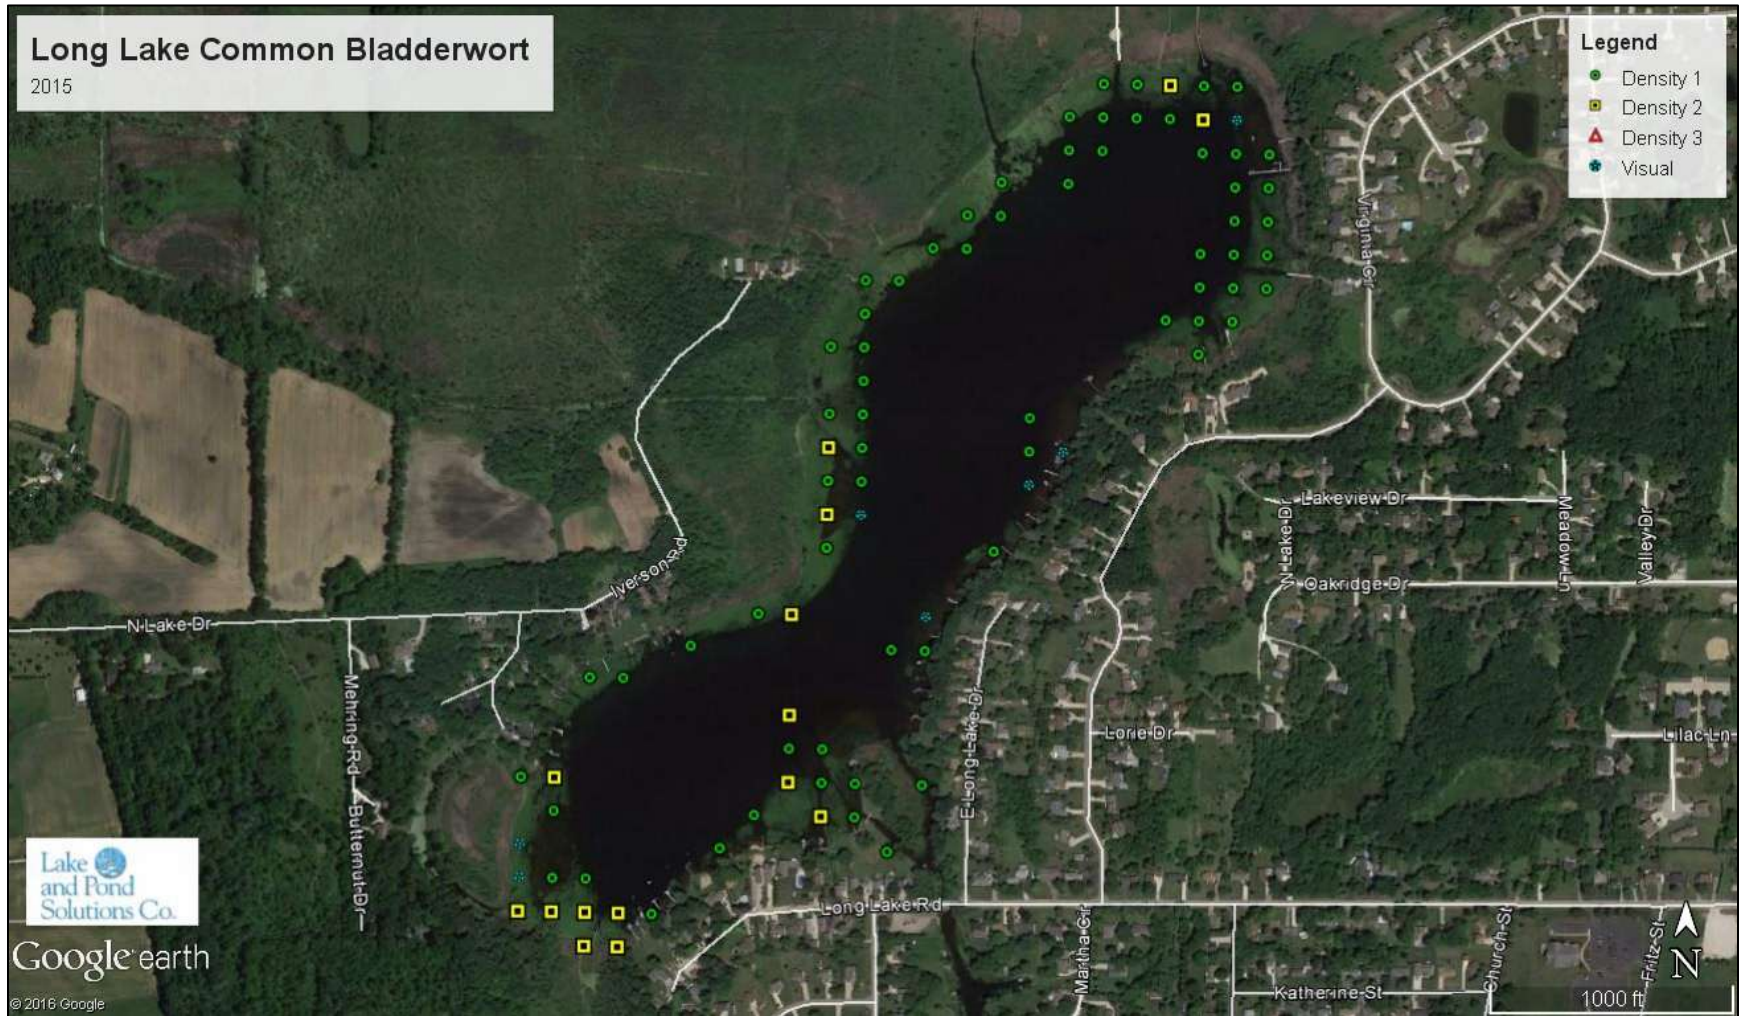 Long Lake Common Bladderwort
2015
Legend
Density 1
Density 2
Density 3
Visual
Virginia Cir
Lakeview Dr
N Lake Dr
Meadow Ln
Valley Dr
Oakridge Dr
Iverson Rd
N Lake Dr
Mehring Rd
Butternut Dr
E Long Lake Dr
Lorie Dr
Lilac Ln
Long Lake Rd
Martha Cir
Church St
Fritz St
Katherine St
Lake
and Pond
Solutions Co.
Google earth
© 2016 Google
N
1000 ft